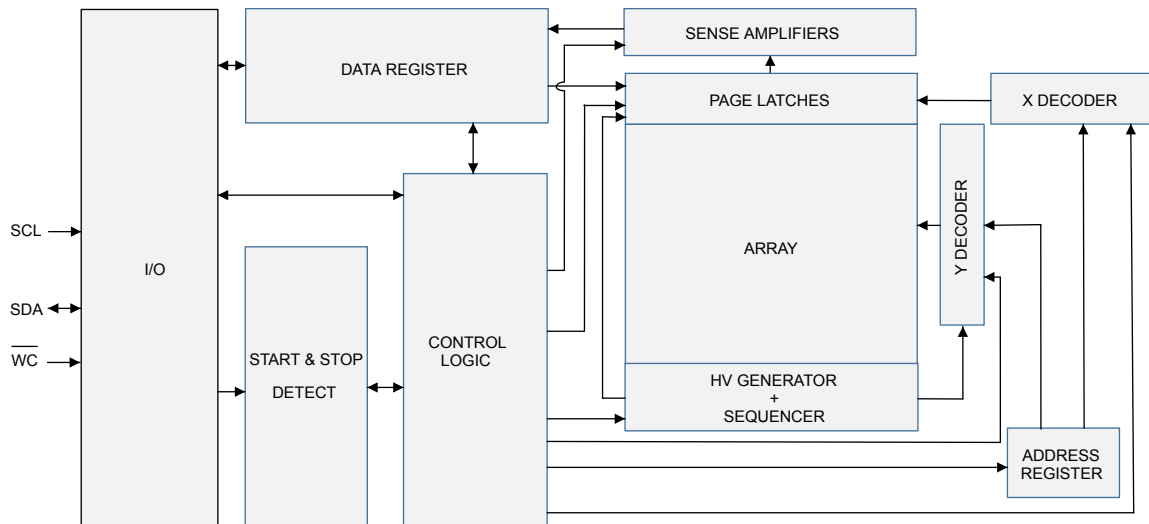 SENSE AMPLIFIERS
DATA REGISTER
PAGE LATCHES
X DECODER
Y DECODER
SCL
I/O
ARRAY
SDA
WC
START & STOP
DETECT
CONTROL
LOGIC
HV GENERATOR
+
SEQUENCER
ADDRESS
REGISTER